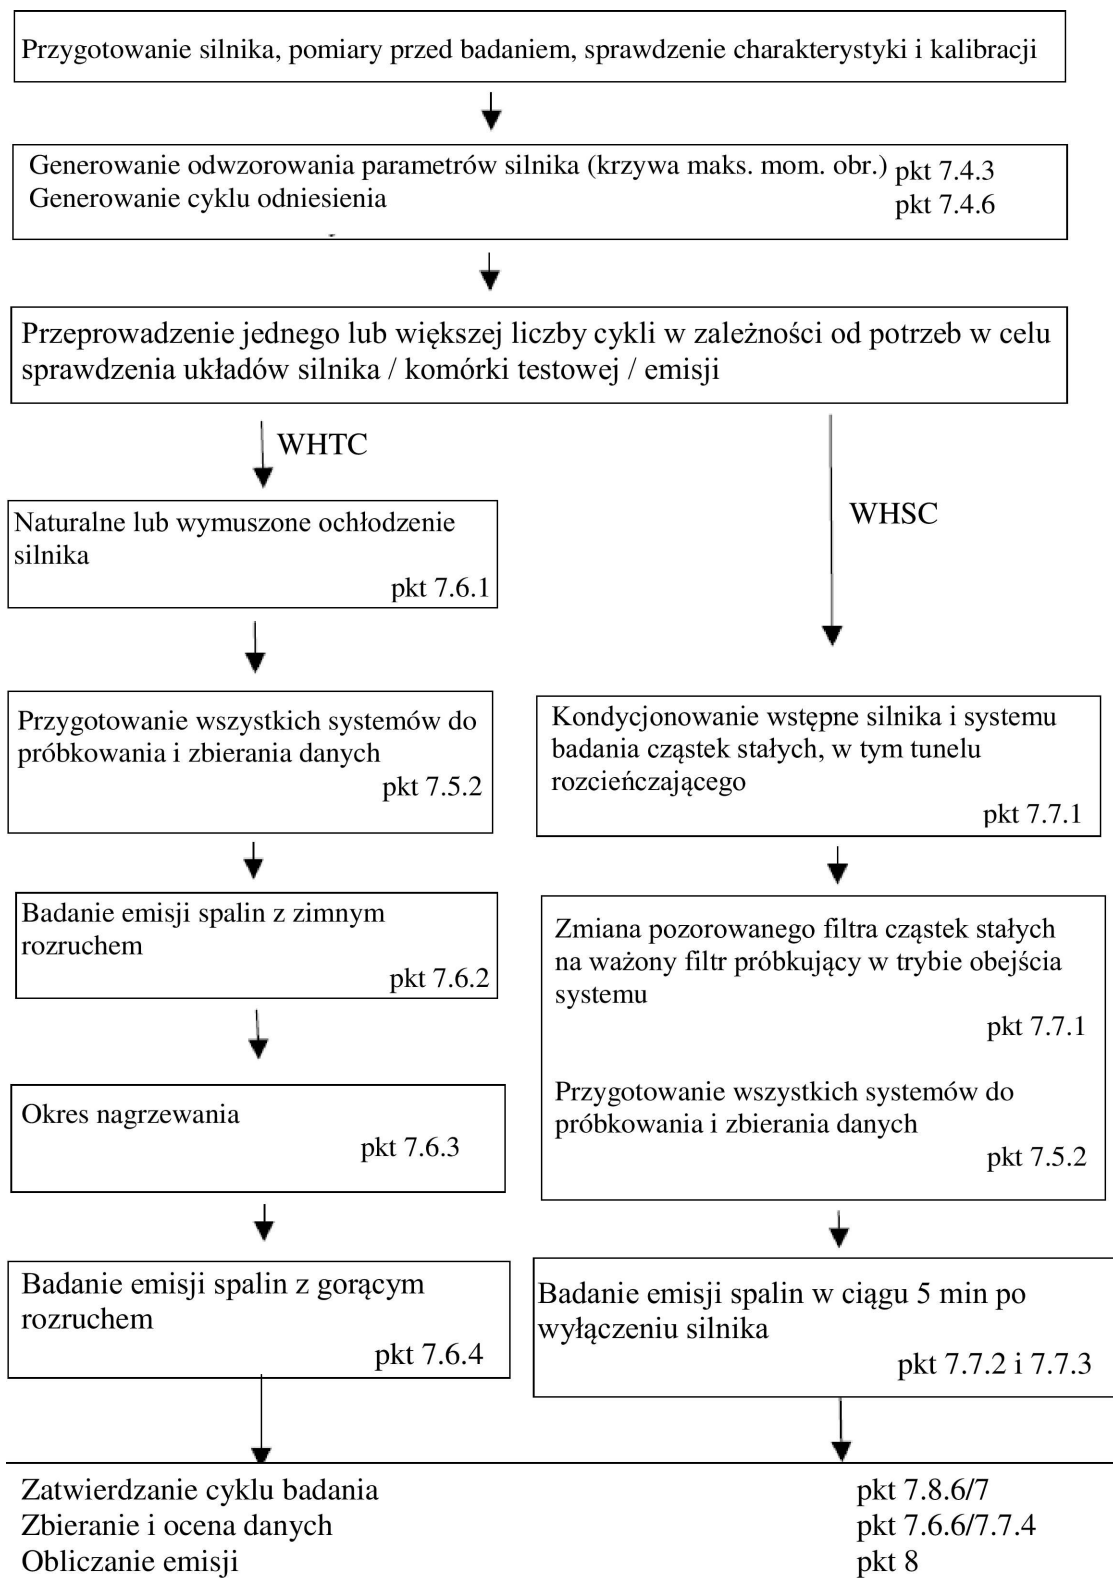 Przygotowanie silnika, pomiary przed badaniem, sprawdzenie charakterystyki i kalibracji
Generowanie odwzorowania parametrów silnika (krzywa maks. mom. obr.) pkt 7.4.3
Generowanie cyklu odniesienia pkt 7.4.6
Przeprowadzenie jednego lub większej liczby cykli w zależności od potrzeb w celu
sprawdzenia układów silnika / komórki testowej / emisji
WHTC
Naturalne lub wymuszone ochłodzenie
silnika
pkt 7.6.1
Przygotowanie wszystkich systemów do
próbkowania i zbierania danych
pkt 7.5.2
Badanie emisji spalin z zimnym
rozruchem
pkt 7.6.2
Okres nagrzewania
pkt 7.6.3
Badanie emisji spalin z gorącym
rozruchem
pkt 7.6.4
WHSC
Kondycjonowanie wstępne silnika i systemu
badania cząstek stałych, w tym tunelu
rozcieńczającego
pkt 7.7.1
Zmiana pozorowanego filtra cząstek stałych
na ważony filtr próbkujący w trybie obejścia
systemu
pkt 7.7.1
Przygotowanie wszystkich systemów do
próbkowania i zbierania danych
pkt 7.5.2
Badanie emisji spalin w ciągu 5 min po
wyłączeniu silnika
pkt 7.7.2 i 7.7.3
Zatwierdzanie cyklu badania pkt 7.8.6/7
Zbieranie i ocena danych pkt 7.6.6/7.7.4
Obliczanie emisji pkt 8